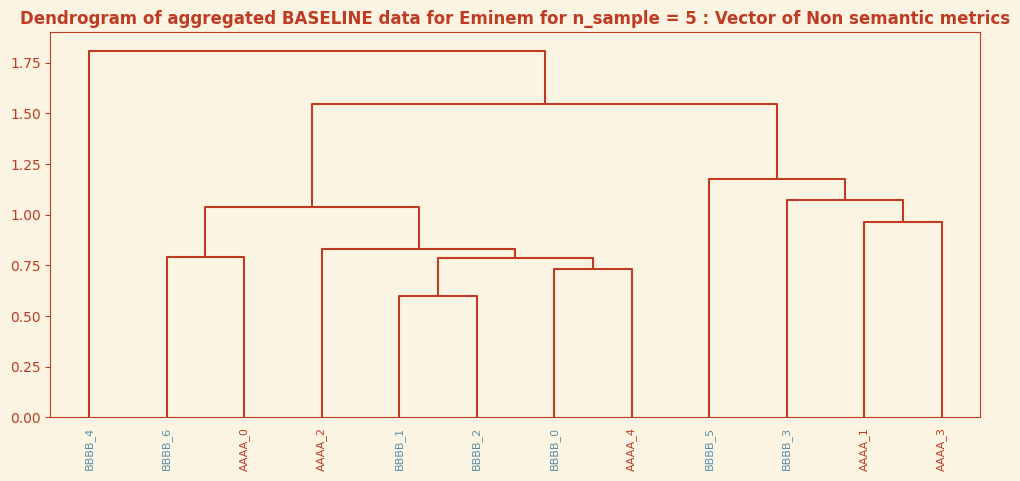 Dendrogram of aggregated BASELINE data for Eminem for n_sample = 5 : Vector of Non semantic metrics
1.75
1.50
1.25
1.00
0.75
0.50
0.25
0.00
BBBB_4
BBBB_6
AAAA_0
AAAA_2
BBBB_1
BBBB_2
BBBB_0
AAAA_4
BBBB_5
BBBB_3
AAAA_1
AAAA_3